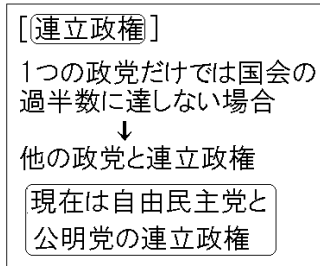 [連立政権]
1つの政党だけでは国会の
過半数に達しない場合
↓
他の政党と連立政権
現在は自由民主党と
公明党の連立政権